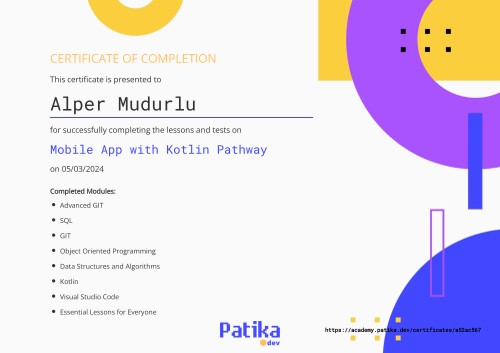 CERTIFICATE OF COMPLETION
This certificate is presented to
Alper Mudurlu
for successfully completing the lessons and tests on
Mobile App with Kotlin Pathway
on 05/03/2024
Completed Modules:
Advanced GIT
SQL
GIT
Object Oriented Programming
Data Structures and Algorithms
Kotlin
Visual Studio Code
Essential Lessons for Everyone
Patika
dev
https://academy.patika.dev/certificates/a52ac567